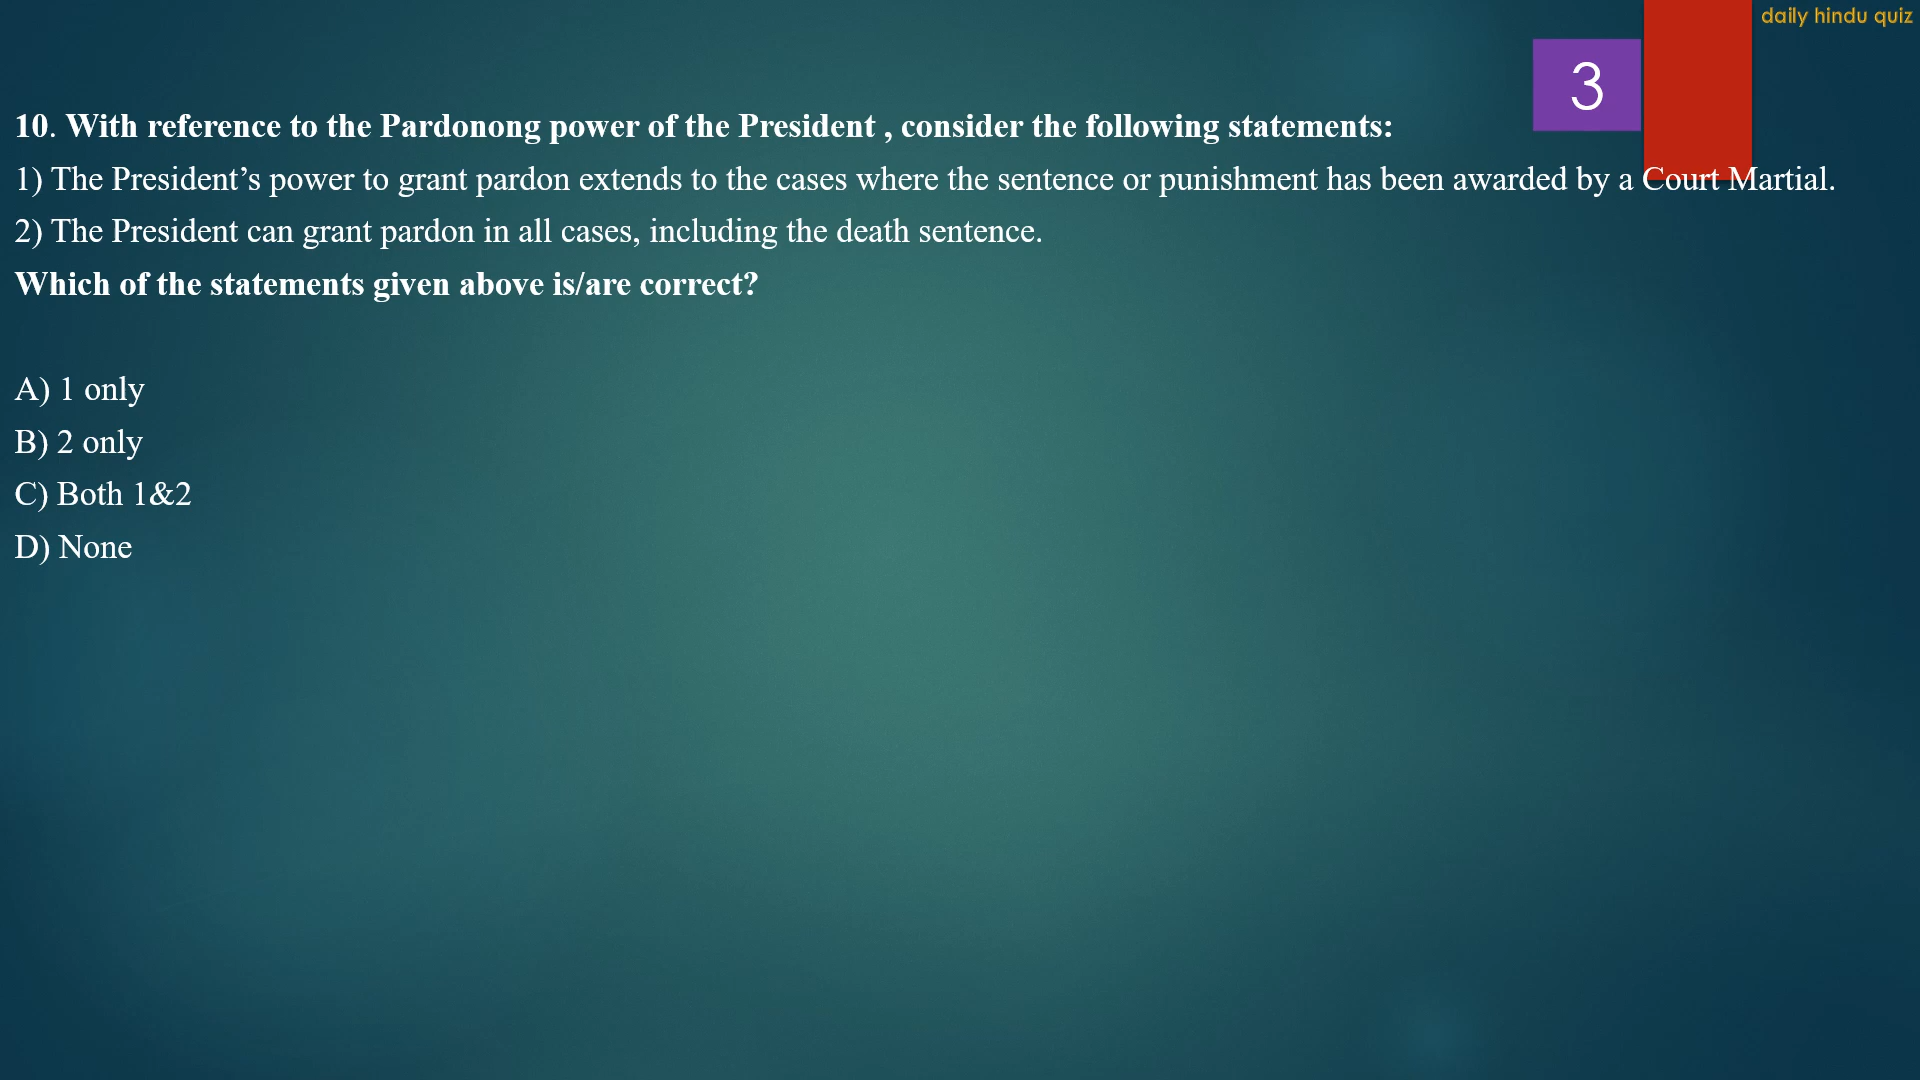 daily hindu quiz
3
10. With reference to the Pardonong power of the President , consider the following statements:
1) The President’s power to grant pardon extends to the cases where the sentence or punishment has been awarded by a Court Martial.
2) The President can grant pardon in all cases, including the death sentence.
Which of the statements given above is/are correct?
A) 1 only
B) 2 only
C) Both 1&2
D) None